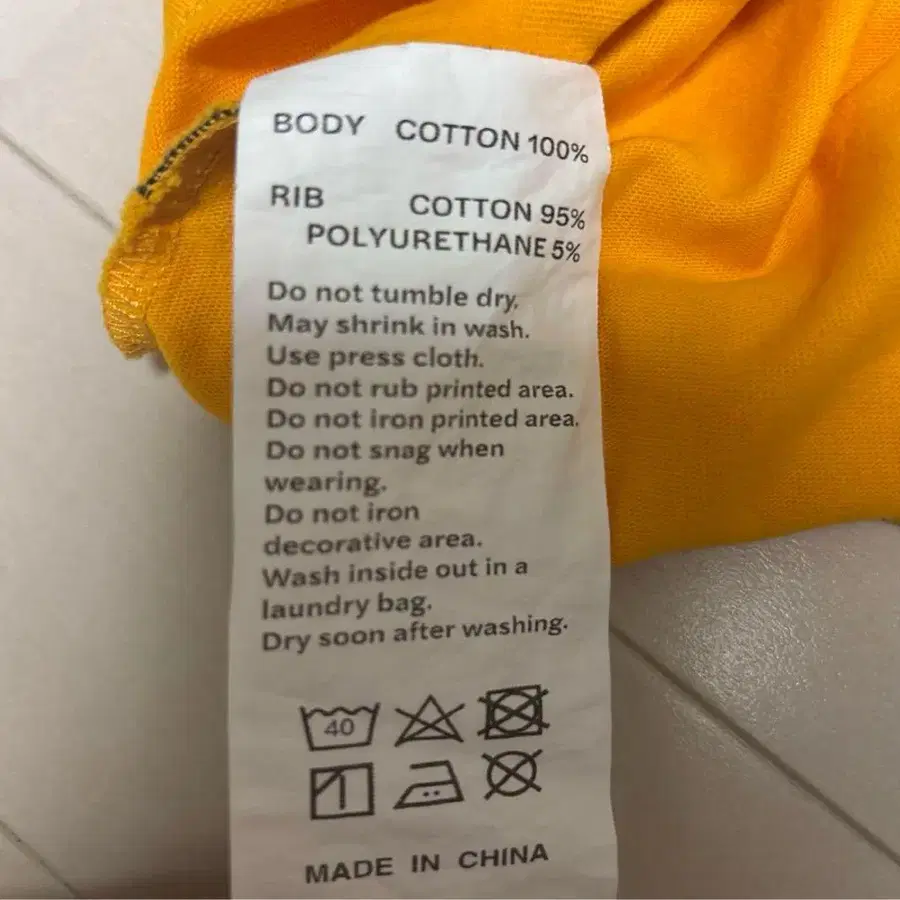 BODY COTTON 100%
RIB COTTON 95%
POLYURETHANE 5%
Do not tumble dry.
May shrink in wash.
Use press cloth.
Do not rub printed area.
Do not iron printed area.
Do not snag when
wearing.
Do not iron
decorative area.
Wash inside out in a
laundry bag.
Dry soon after washing.
40
MADE IN CHINA